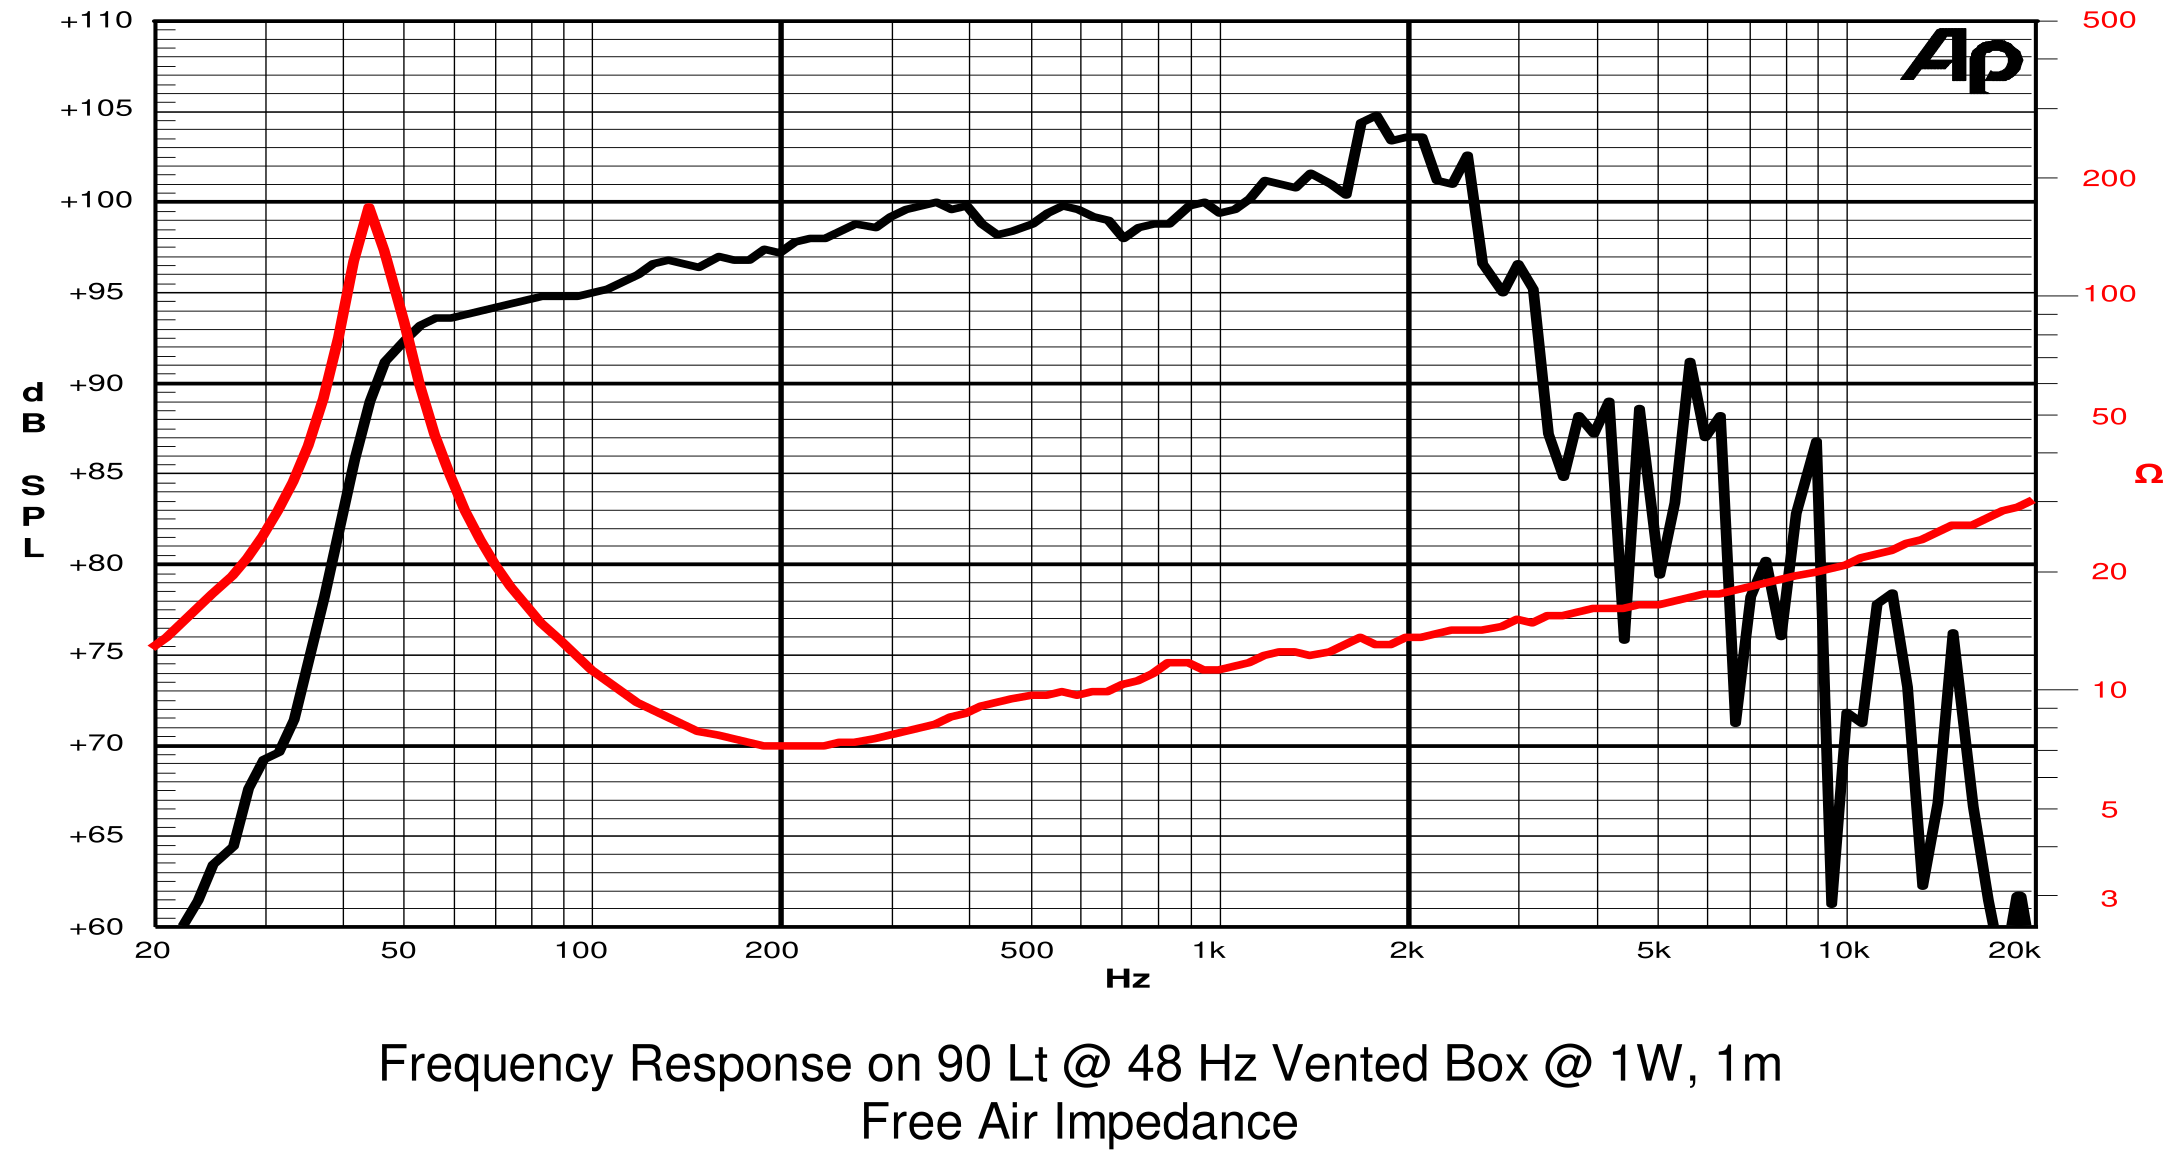 +110
+105
+100
+95
+90
+85
+80
+75
+70
+65
+60
dB SPL
500
200
100
50
20
10
5
3
Ω
Ap
20 50 100 200 500 1k 2k 5k 10k 20k
Hz
Frequency Response on 90 Lt @ 48 Hz Vented Box @ 1W, 1m
Free Air Impedance